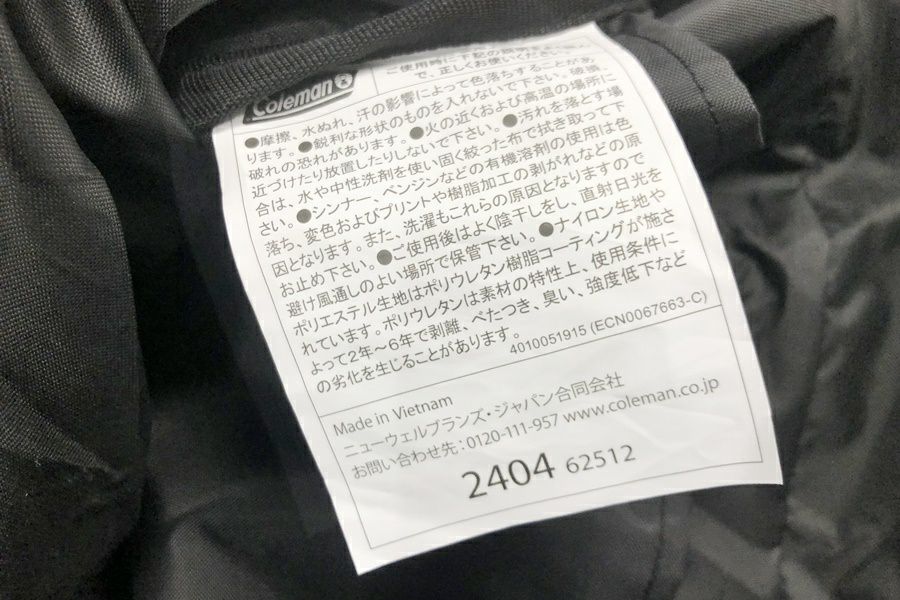 Coleman
ご使用時に下記の説明を
で、正しくお使いください。
●摩擦、水ぬれ、汗の影響によって色落ちすることがあ
ります。●鋭利な形状のものを入れないで下さい。破損、
破れの恐れがあります。●火の近くおよび高温の場所に
近づけたり放置したりしないで下さい。●汚れを落とす場
合は、水や中性洗剤を使い固く絞った布で拭き取って下
さい。●シンナー、ベンジンなどの有機溶剤の使用は色
落ち、変色およびプリントや樹脂加工の剥がれなどの原
因となります。また、洗濯もこれらの原因となりますので
お止め下さい。●ご使用後はよく陰干しをし、直射日光を
避け風通しのよい場所で保管下さい。●ナイロン生地や
ポリエステル生地はポリウレタン樹脂コーティングが施さ
れています。ポリウレタンは素材の特性上、使用条件に
よって2年~6年で剥離、べたつき、臭い、強度低下など
の劣化を生じることがあります。
4010051915 (ECN0067663-C)
Made in Vietnam
ニューウェルブランズ・ジャパン合同会社
お問い合わせ先:0120-111-957 www.coleman.co.jp
2404 62512